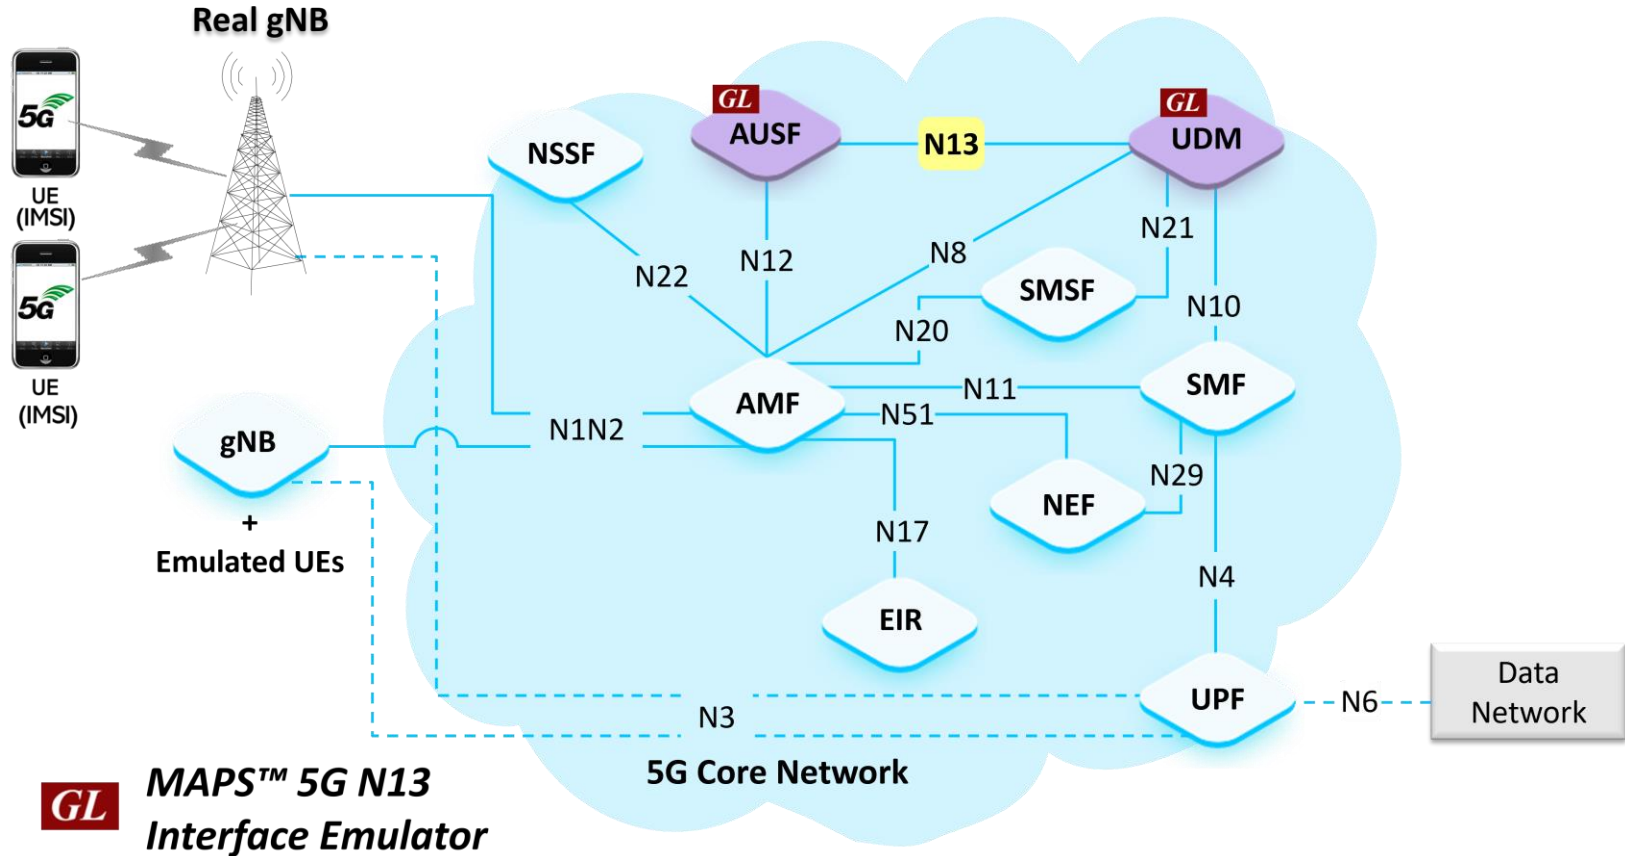 Real gNB
5G
UE
(IMSI)
5G
UE
(IMSI)
GL
AUSF
N13
GL
UDM
NSSF
N22
N12
N8
N21
SMSF
N20
N10
AMF
N11
SMF
N51
N1N2
gNB
+
Emulated UEs
NEF
N29
N17
EIR
N4
N3
UPF
N6
Data
Network
5G Core Network
GL
MAPS™ 5G N13
Interface Emulator